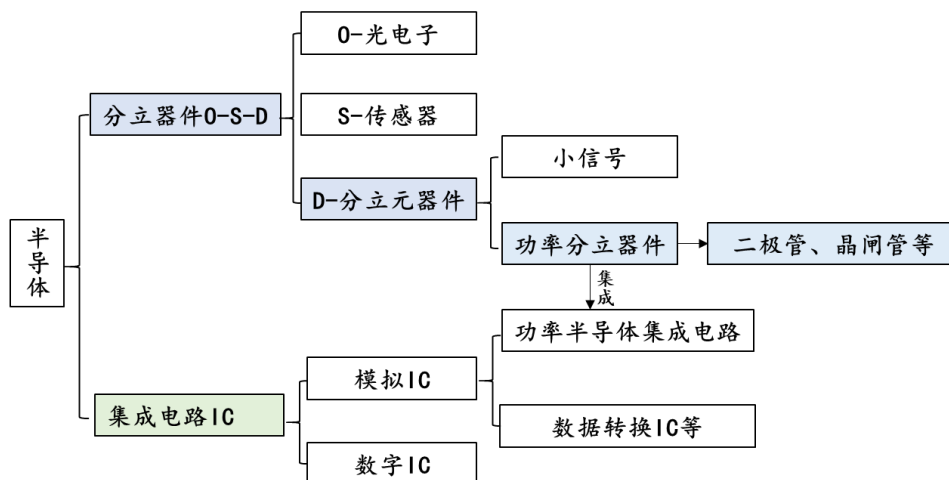 O-光电子
分立器件O-S-D
S-传感器
小信号
D-分立元器件
半导体
功率分立器件
二极管、晶闸管等
集成
功率半导体集成电路
模拟IC
集成电路IC
数据转换IC等
数字IC